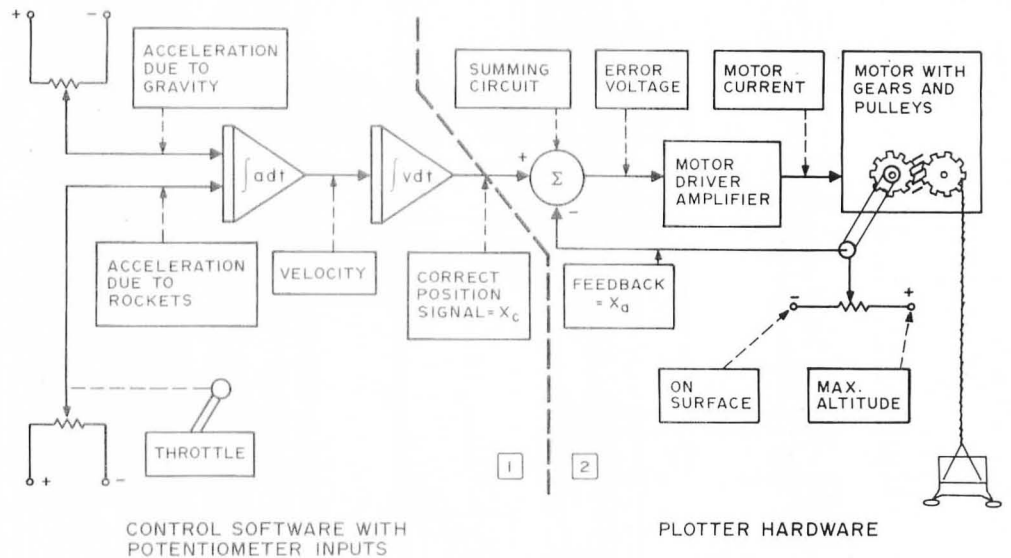 +
-
ACCELERATION
DUE TO
GRAVITY
SUMMING
CIRCUIT
ERROR
VOLTAGE
MOTOR
CURRENT
MOTOR WITH
GEARS AND
PULLEYS
∫adt
∫vdt
+
Σ
-
MOTOR
DRIVER
AMPLIFIER
ACCELERATION
DUE TO
ROCKETS
VELOCITY
CORRECT
POSITION
SIGNAL=Xc
FEEDBACK
=Xa
-
+
ON
SURFACE
MAX.
ALTITUDE
THROTTLE
+
-
1
2
CONTROL SOFTWARE WITH
POTENTIOMETER INPUTS
PLOTTER HARDWARE